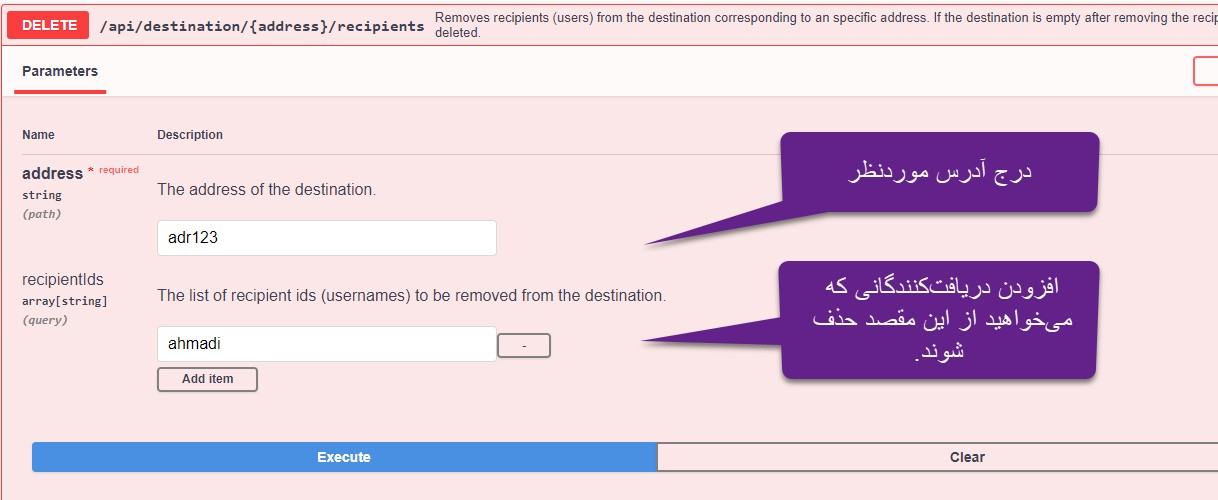 DELETE /api/destination/{address}/recipients Removes recipients (users) from the destination corresponding to an specific address. If the destination is empty after removing the
deleted.
Parameters
Name Description
address * required
string
(path)
The address of the destination.
adr123
درج آدرس موردنظر
recipientIds
array[string]
(query)
The list of recipient ids (usernames) to be removed from the destination.
ahmadi -
Add item
افزودن دریافت‌کنندگانی که
می‌خواهید از این مقصد حذف
شوند.
Execute Clear